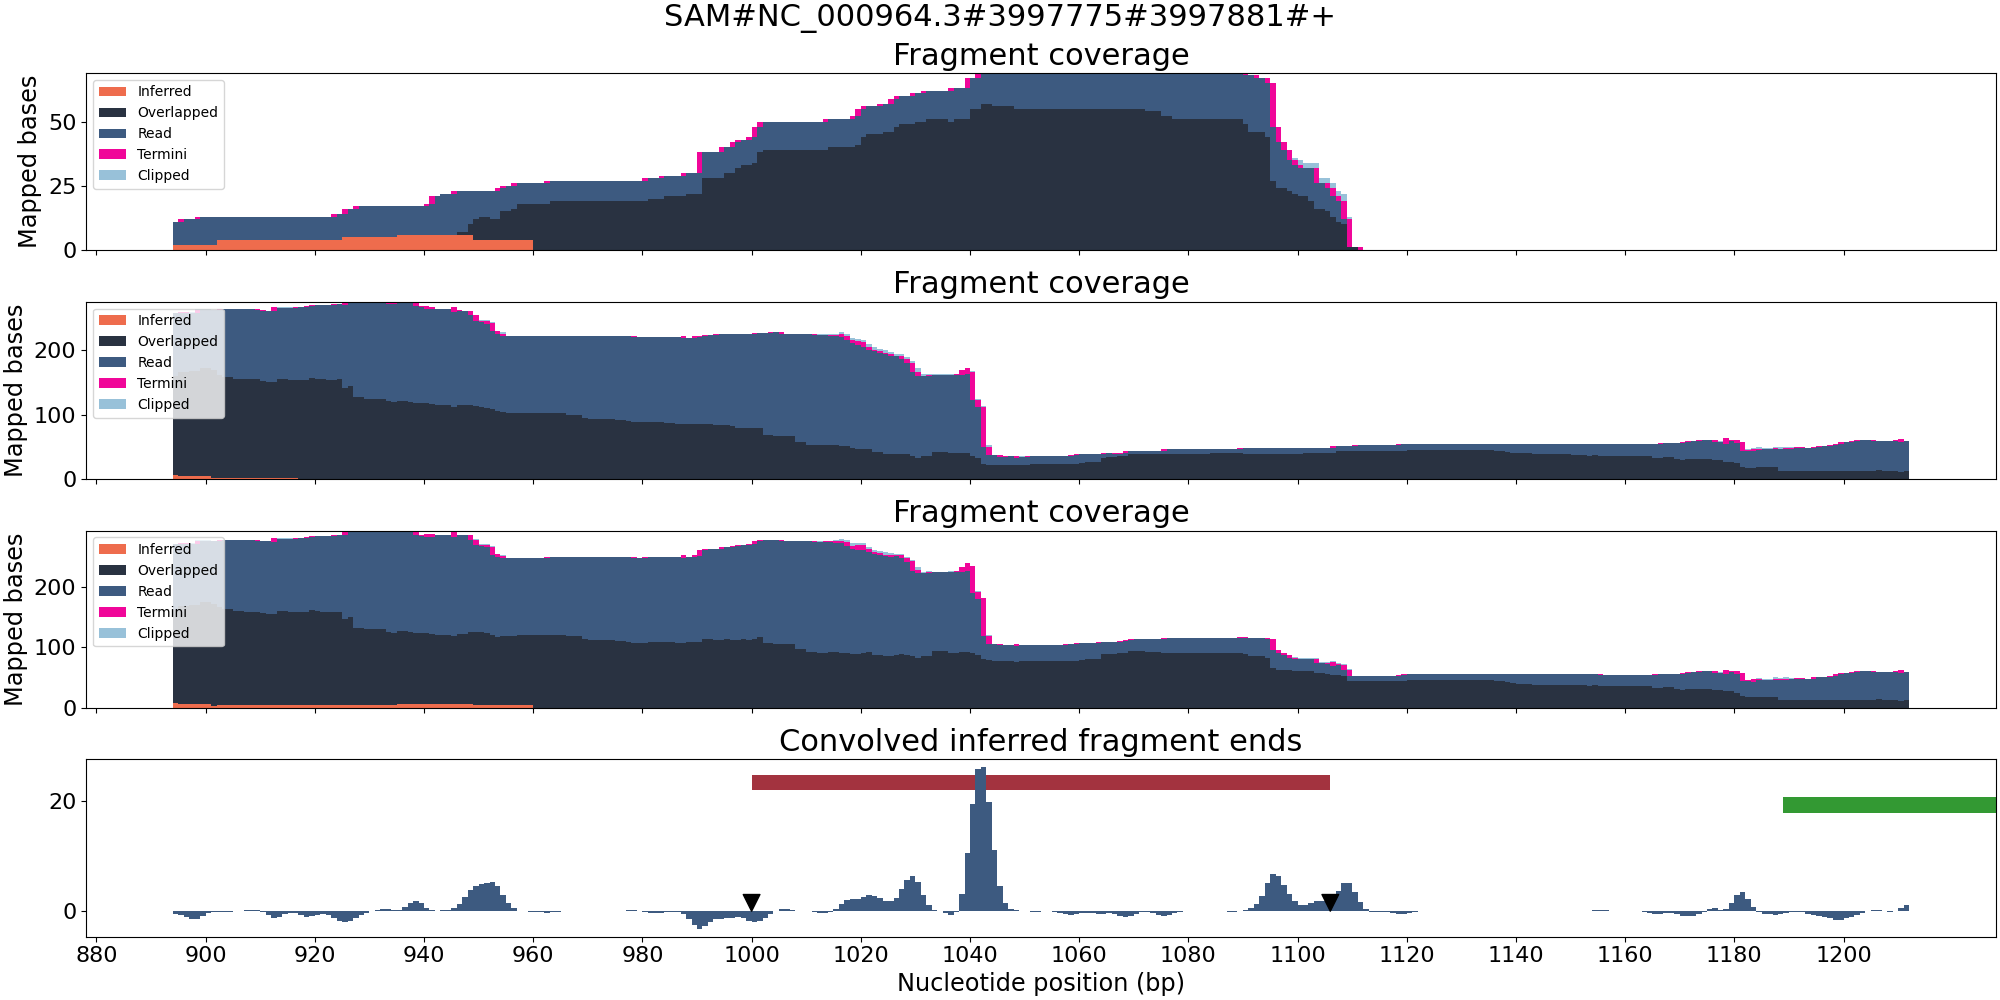 SAM#NC_000964.3#3997775#3997881#+
Fragment coverage
Mapped bases
50
25
0
Inferred
Overlapped
Read
Termini
Clipped
Fragment coverage
Mapped bases
200
100
0
Inferred
Overlapped
Read
Termini
Clipped
Fragment coverage
Mapped bases
200
100
0
Inferred
Overlapped
Read
Termini
Clipped
Convolved inferred fragment ends
20
0
880 900 920 940 960 980 1000 1020 1040 1060 1080 1100 1120 1140 1160 1180 1200
Nucleotide position (bp)